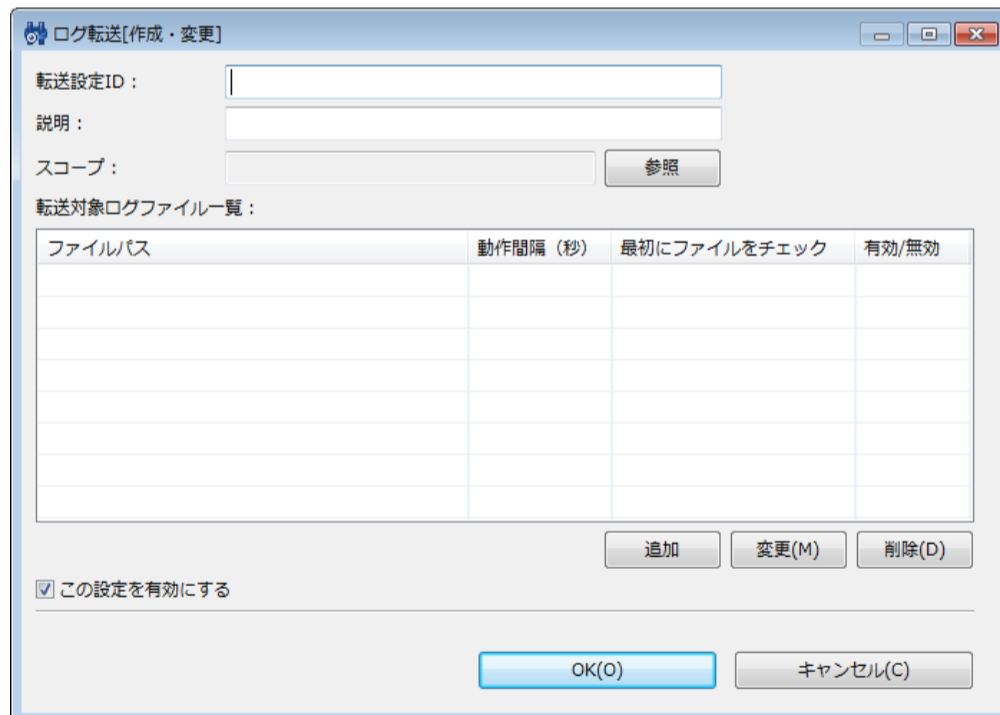 ログ転送[作成・変更]
転送設定ID：
説明：
スコープ： 参照
転送対象ログファイル一覧：
ファイルパス 動作間隔（秒） 最初にファイルをチェック 有効/無効
追加 変更(M) 削除(D)
この設定を有効にする
OK(O) キャンセル(C)